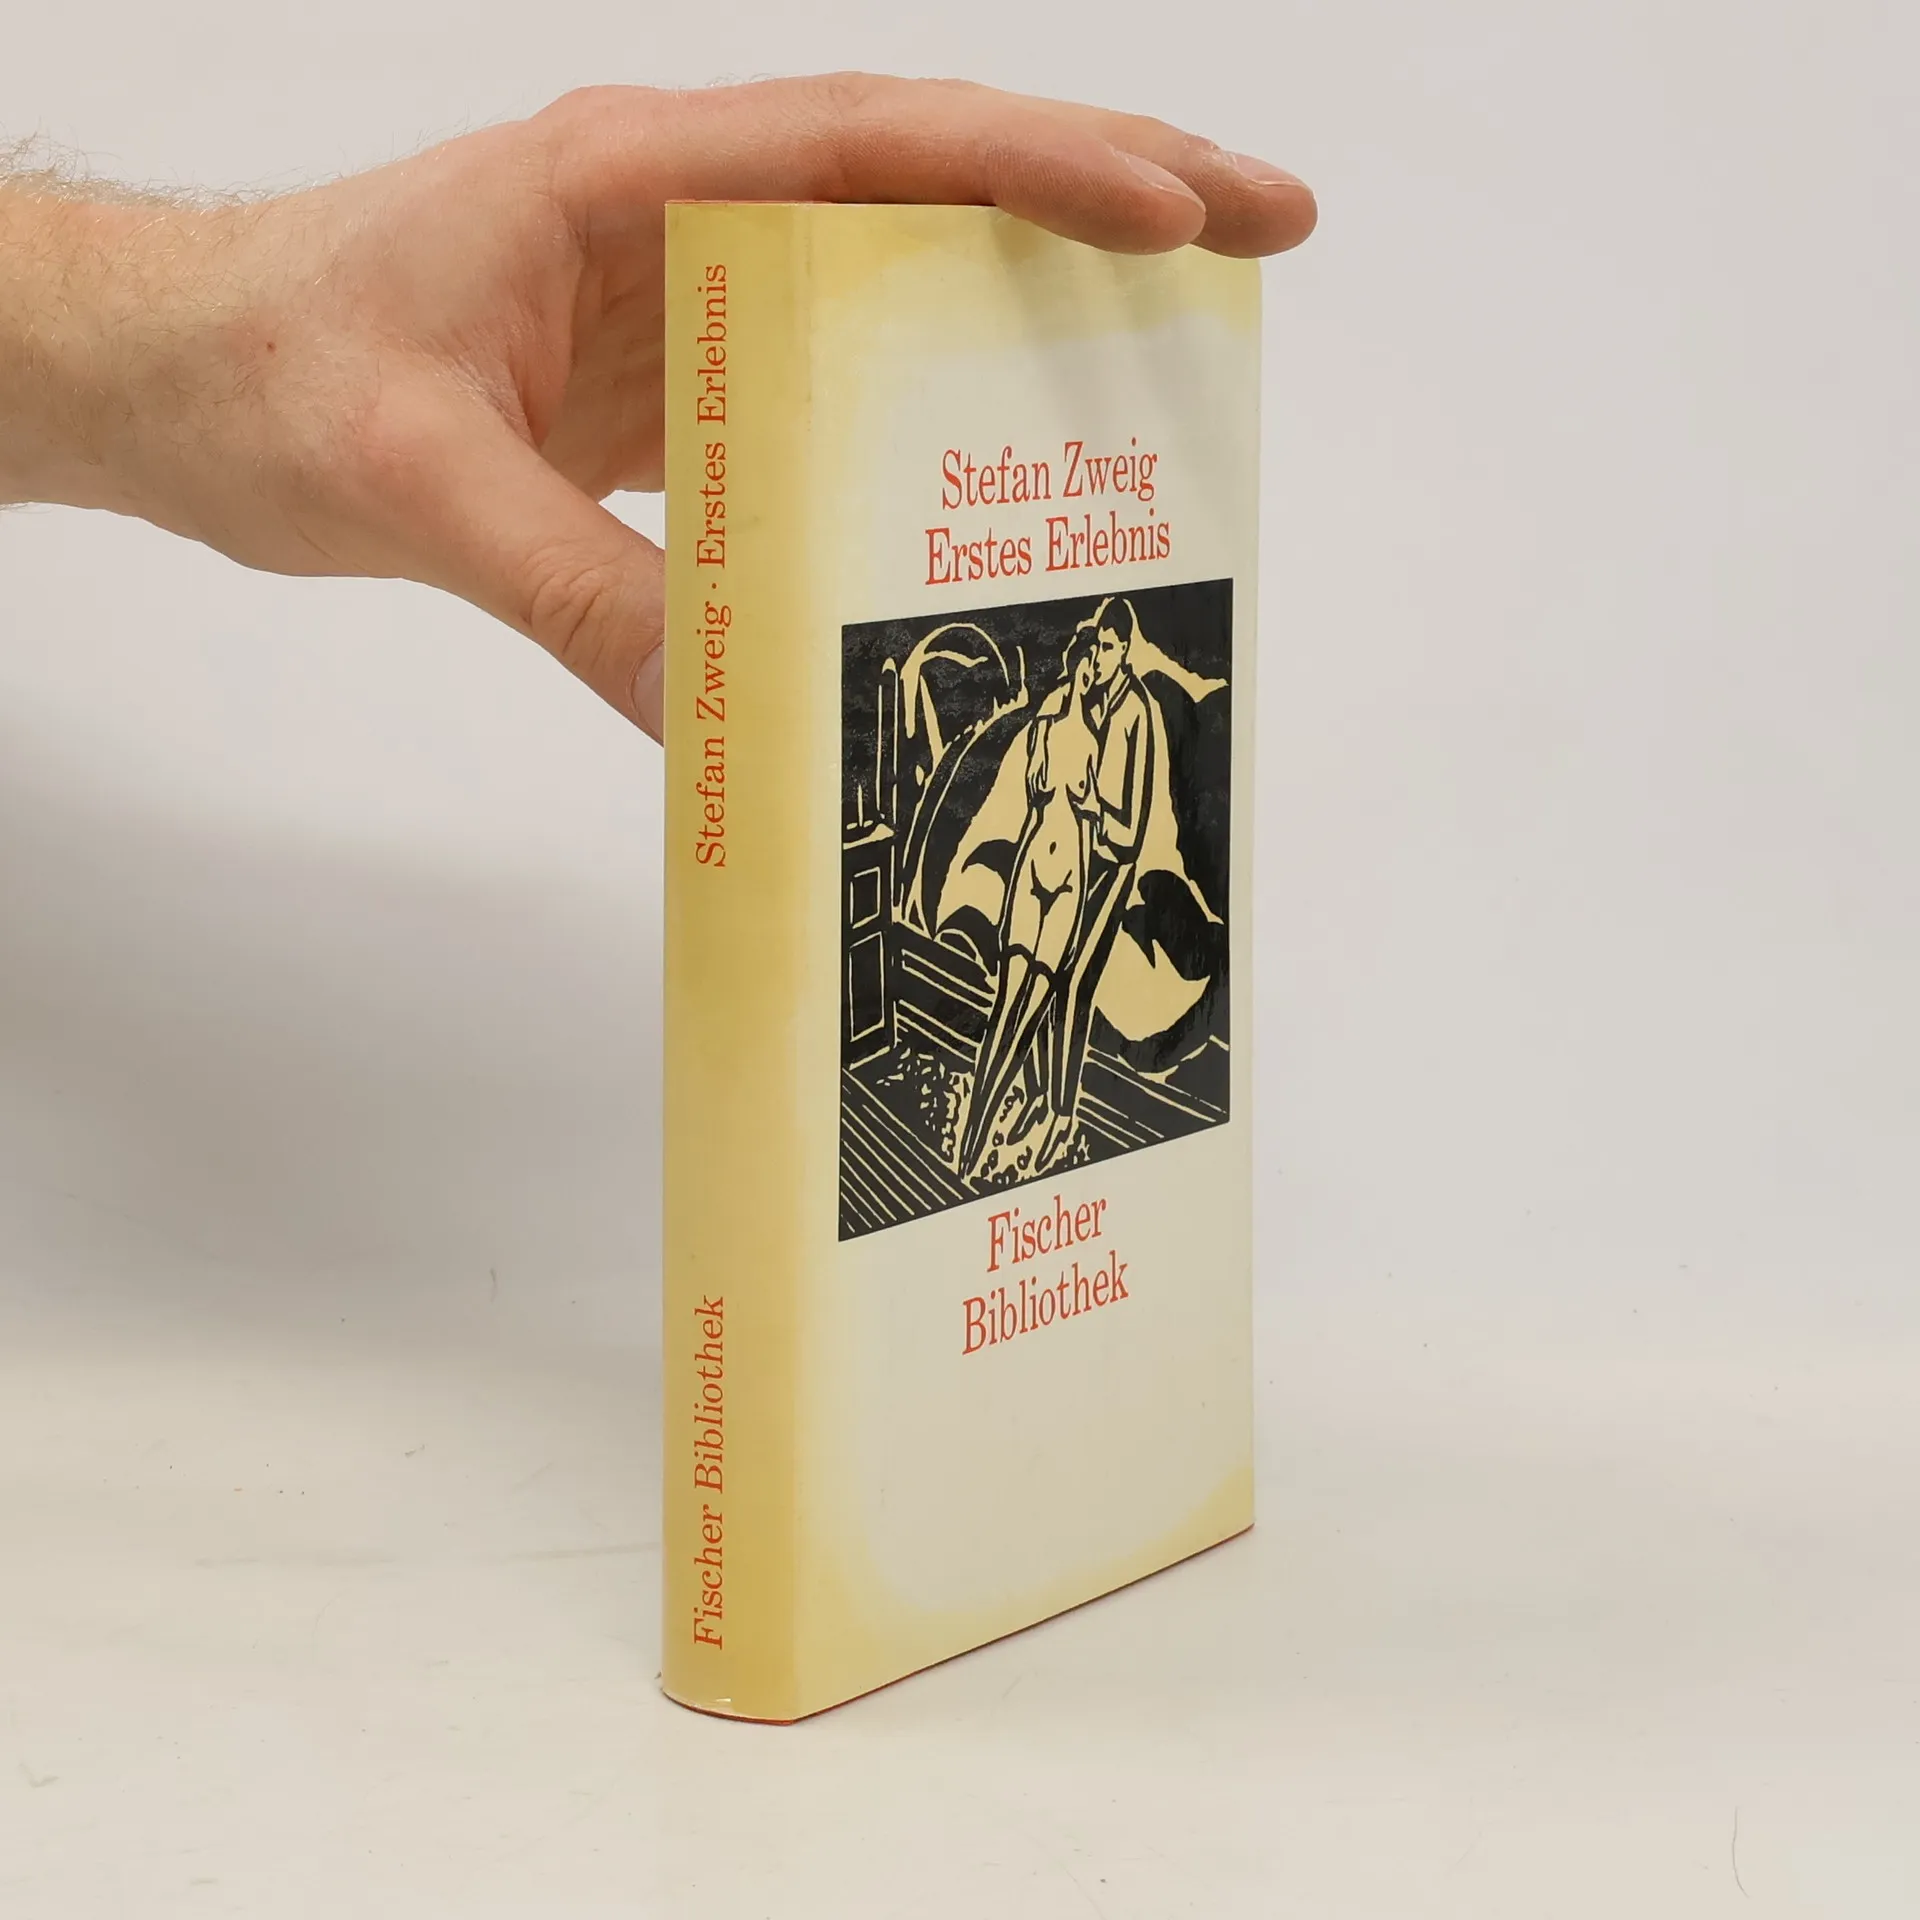 Stefan Zweig · Erstes Erlebnis
Fischer Bibliothek
Stefan Zweig
Erstes Erlebnis
Fischer
Bibliothek